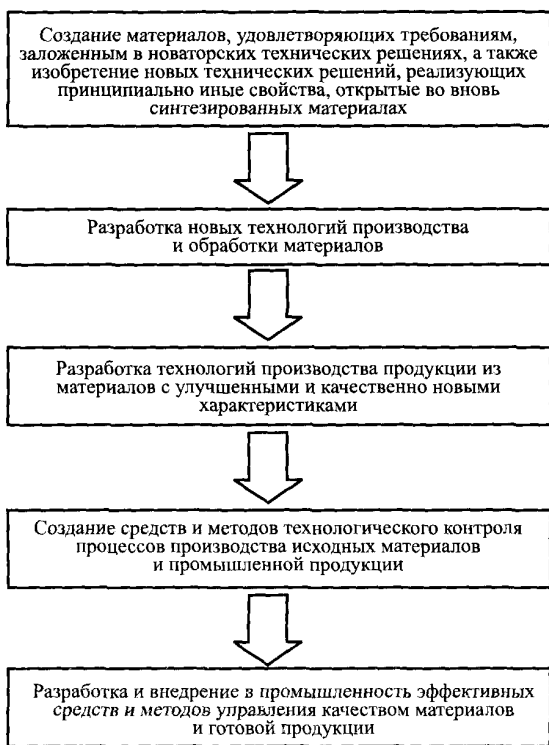 Создание материалов, удовлетворяющих требованиям,
заложенным в новаторских технических решениях, а также
изобретение новых технических решений, реализующих
принципиально иные свойства, открытые во вновь
синтезированных материалах
Разработка новых технологий производства
и обработки материалов
Разработка технологий производства продукции из
материалов с улучшенными и качественно новыми
характеристиками
Создание средств и методов технологического контроля
процессов производства исходных материалов
и промышленной продукции
Разработка и внедрение в промышленность эффективных
средств и методов управления качеством материалов
и готовой продукции